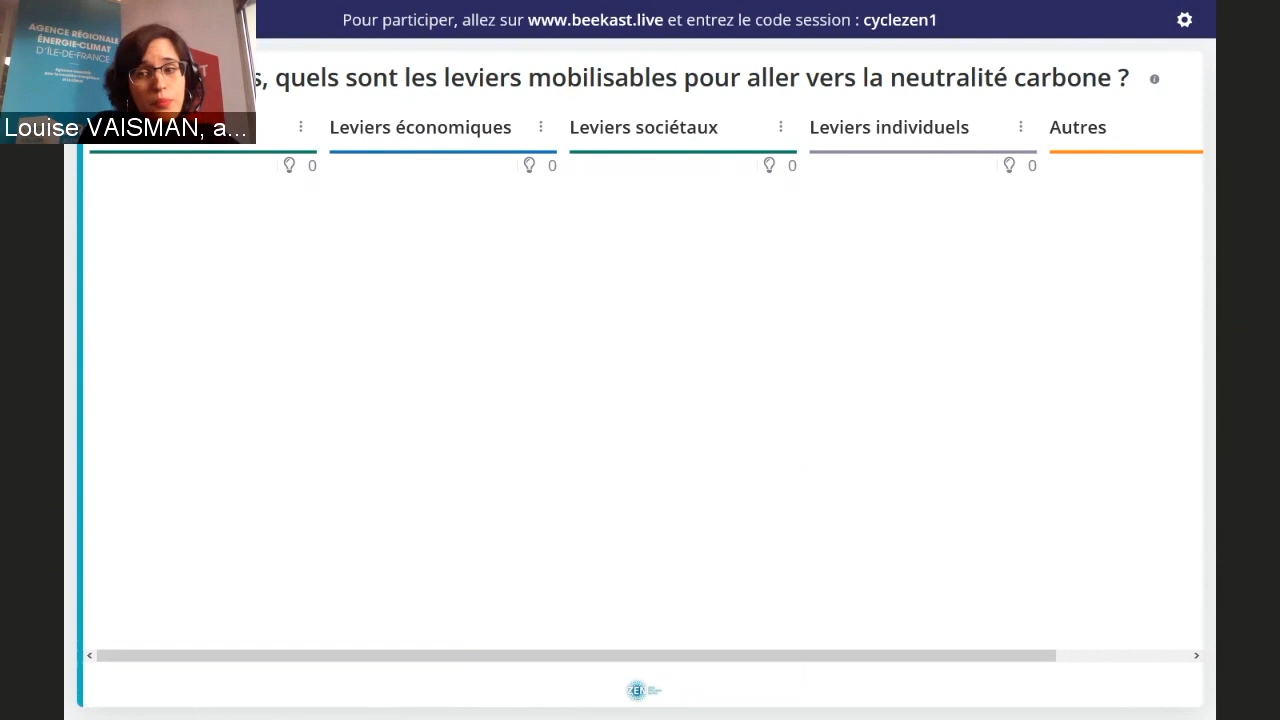 Pour participer, allez sur www.beekast.live et entrez le code session : cyclezen1
AGENCE RÉGIONALE
ÉNERGIE-CLIMAT
D'ÎLE-DE-FRANCE
Louise VAISMAN, a...
s, quels sont les leviers mobilisables pour aller vers la neutralité carbone ?
Leviers économiques
Leviers sociétaux
Leviers individuels
Autres
0
0
0
0
ZEN